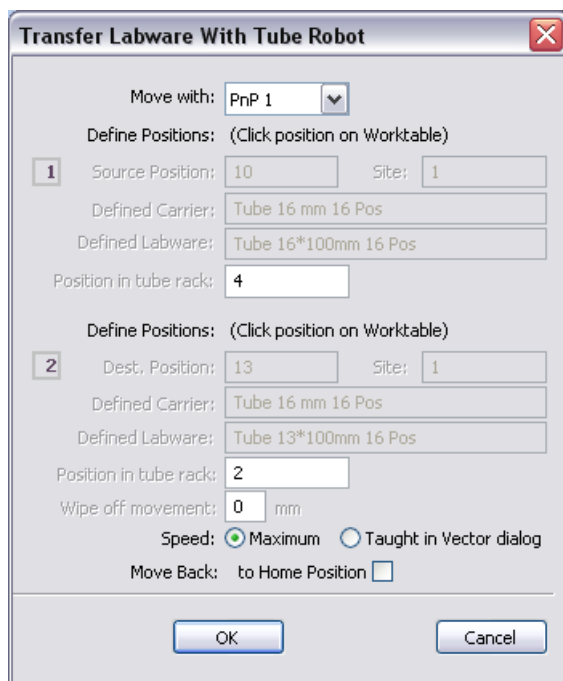 Transfer Labware With Tube Robot
Move with: PnP 1
Define Positions: (Click position on Worktable)
1 Source Position: 10 Site: 1
Defined Carrier: Tube 16 mm 16 Pos
Defined Labware: Tube 16*100mm 16 Pos
Position in tube rack: 4
Define Positions: (Click position on Worktable)
2 Dest. Position: 13 Site: 1
Defined Carrier: Tube 16 mm 16 Pos
Defined Labware: Tube 13*100mm 16 Pos
Position in tube rack: 2
Wipe off movement: 0 mm
Speed: Maximum Taught in Vector dialog
Move Back: to Home Position
OK Cancel